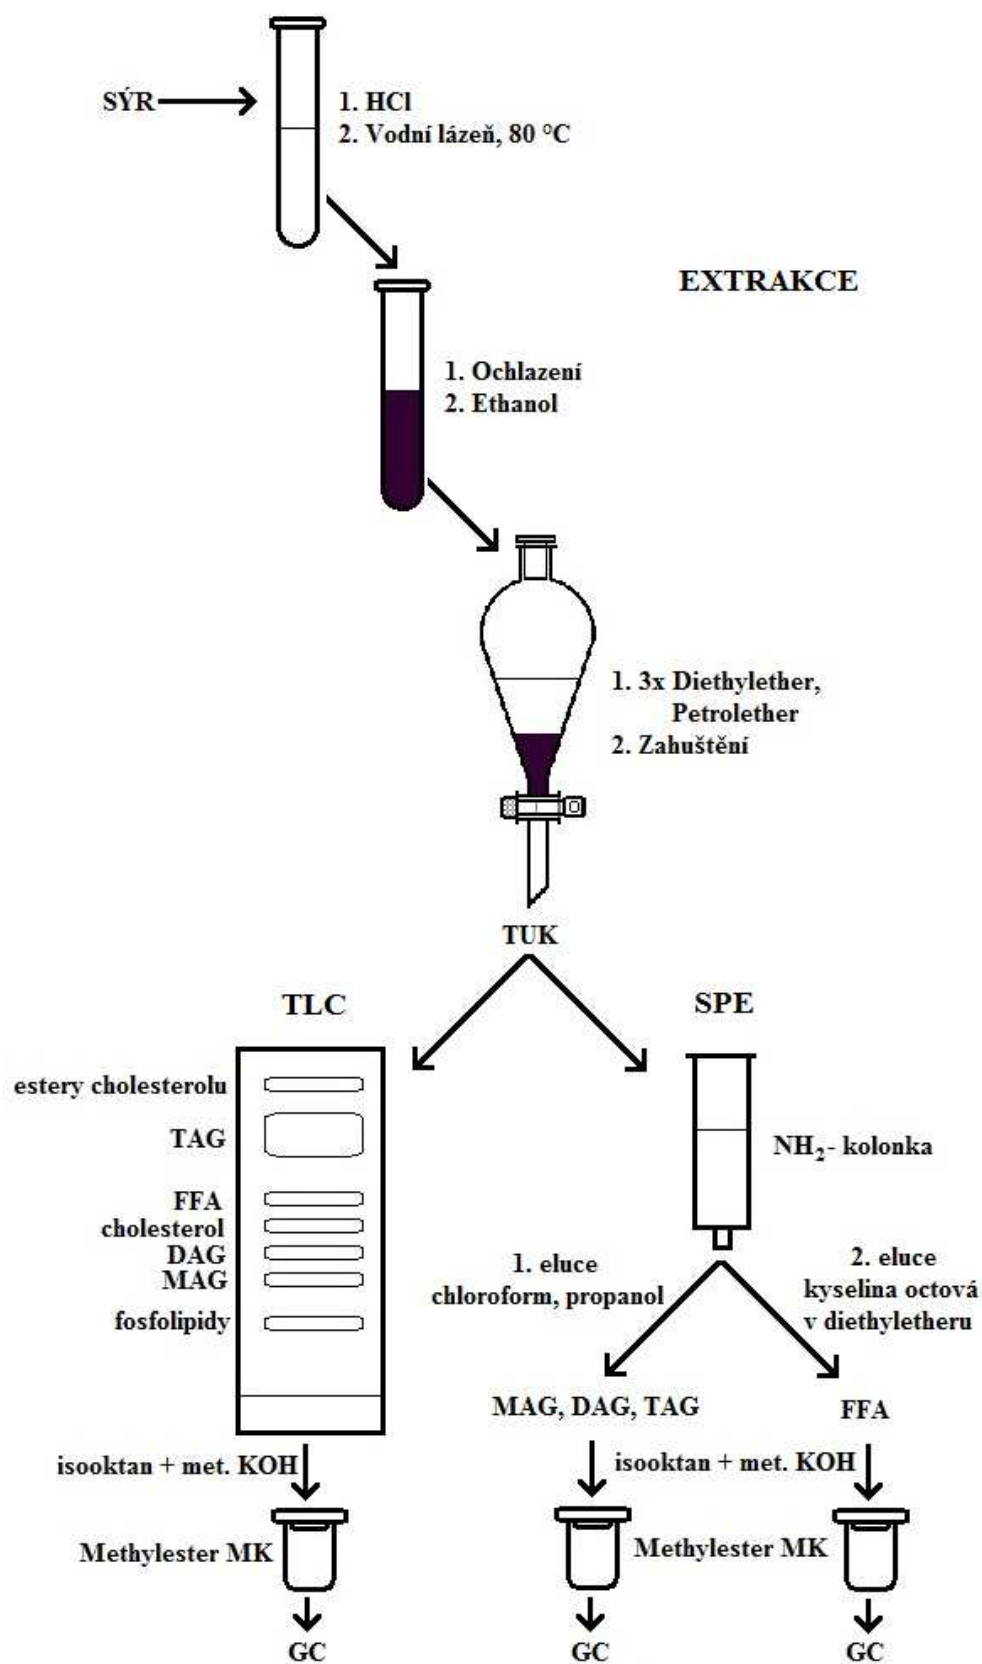 SÝR
1. HCl
2. Vodní lázeň, 80 °C
EXTRAKCE
1. Ochlazení
2. Ethanol
1. 3x Diethylether,
Petrolether
2. Zahuštění
TUK
TLC
estery cholesterolu
TAG
FFA
cholesterol
DAG
MAG
fosfolipidy
isooktan + met. KOH
Methylester MK
GC
SPE
NH₂- kolonka
1. eluce
chloroform, propanol
2. eluce
kyselina octová
v diethyletheru
MAG, DAG, TAG
FFA
isooktan + met. KOH
Methylester MK
GC
GC